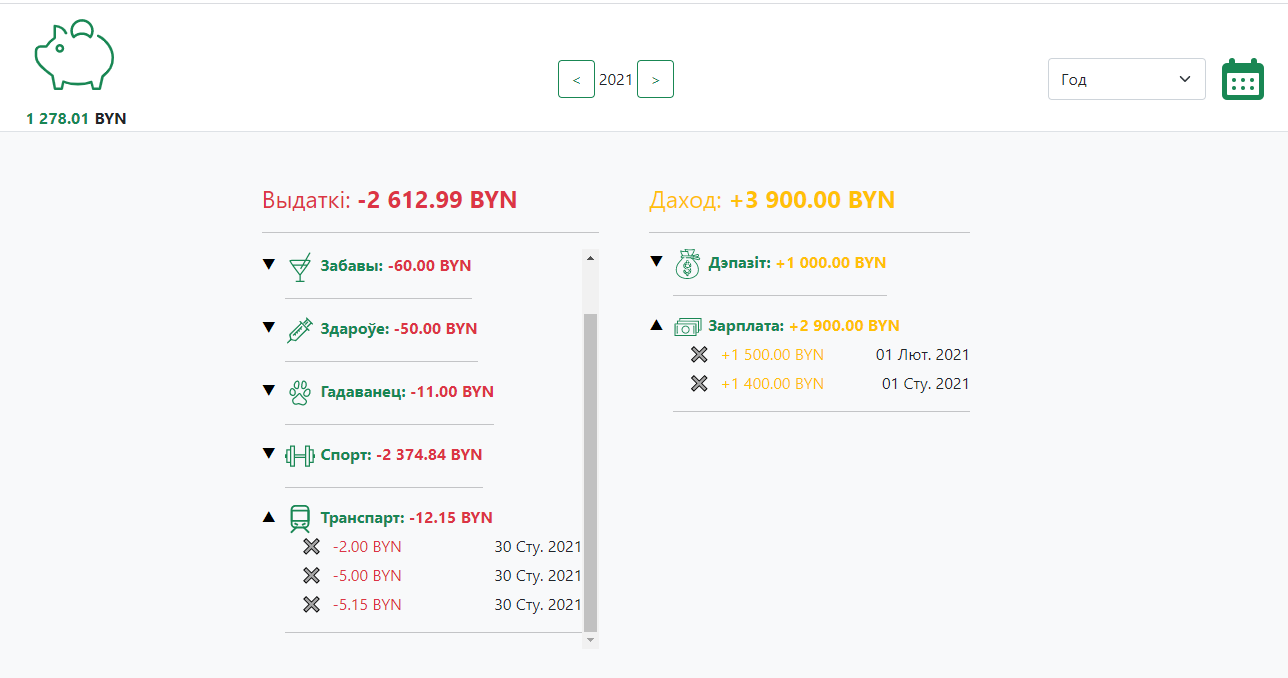 1 278.01 BYN
< 2021 >
Год
Выдаткі: -2 612.99 BYN
Забавы: -60.00 BYN
Здароўе: -50.00 BYN
Гадаванец: -11.00 BYN
Спорт: -2 374.84 BYN
Транспарт: -12.15 BYN
-2.00 BYN 30 Сту. 2021
-5.00 BYN 30 Сту. 2021
-5.15 BYN 30 Сту. 2021
Даход: +3 900.00 BYN
Дэпазіт: +1 000.00 BYN
Зарплата: +2 900.00 BYN
+1 500.00 BYN 01 Лют. 2021
+1 400.00 BYN 01 Сту. 2021